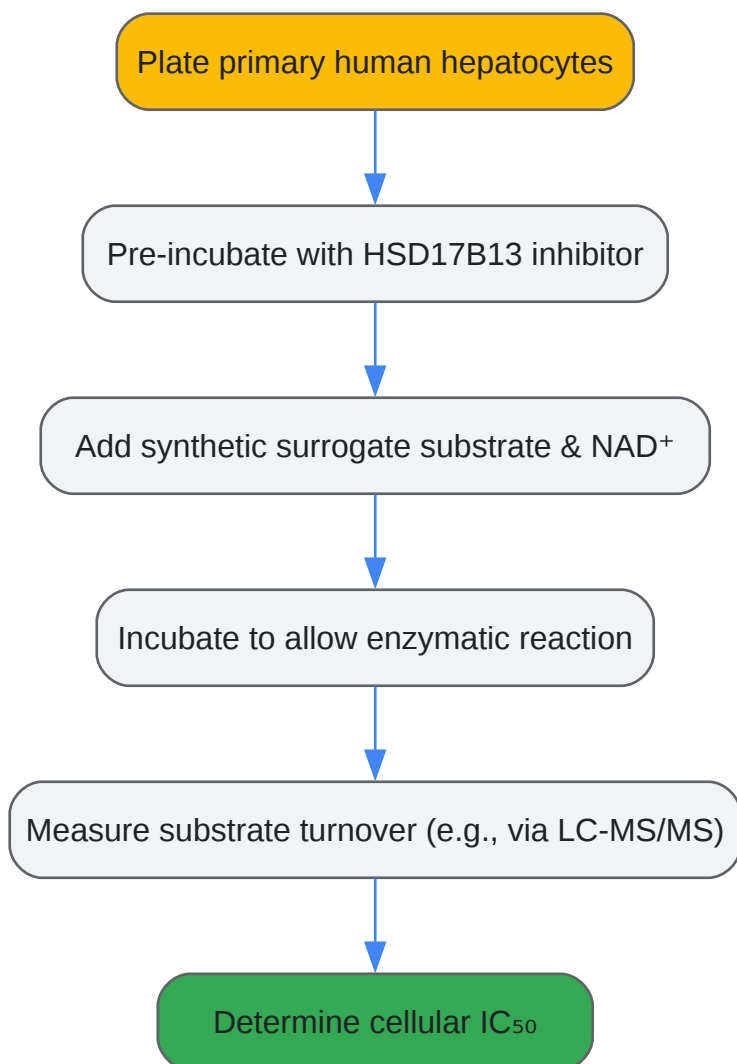 Plate primary human hepatocytes
Pre-incubate with HSD17B13 inhibitor
Add synthetic surrogate substrate & NAD⁺
Incubate to allow enzymatic reaction
Measure substrate turnover (e.g., via LC-MS/MS)
Determine cellular IC₅₀